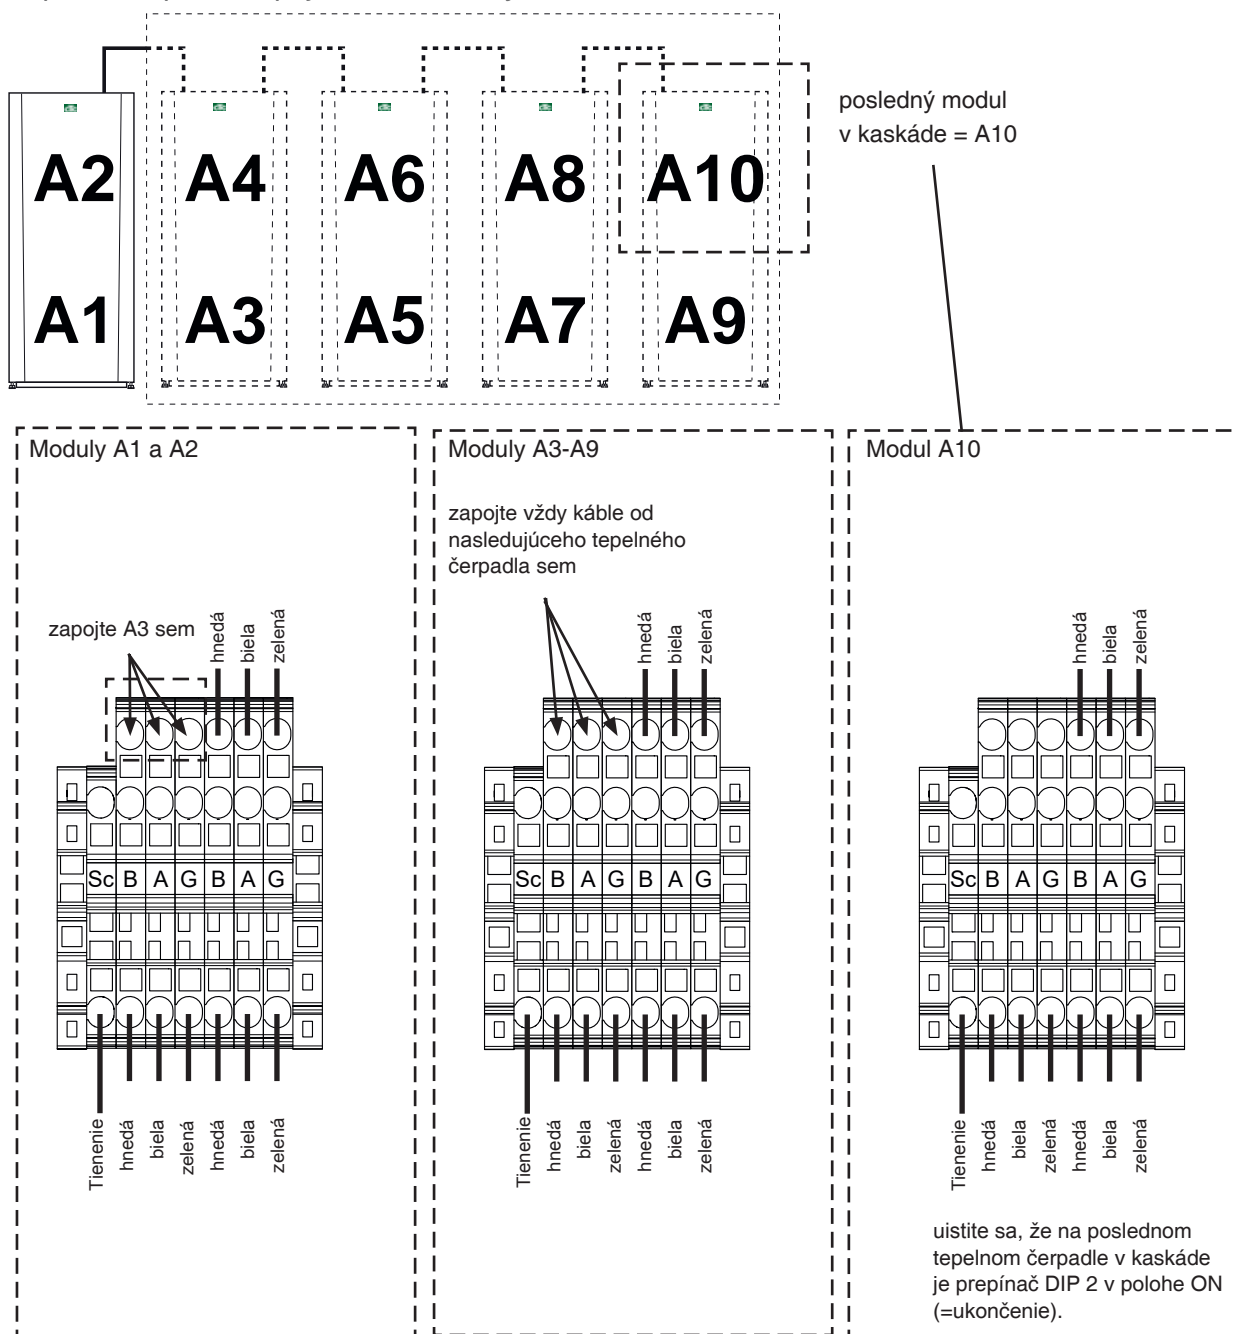 A2 A4 A6 A8 A10
A1 A3 A5 A7 A9
posledný modul
v kaskáde = A10
Moduly A1 a A2
zapojte A3 sem
hnedá
biela
zelená
Sc B A G B A G
Tienenie
hnedá
biela
zelená
hnedá
biela
zelená
Moduly A3-A9
zapojte vždy káble od
nasledujúceho tepelného
čerpadla sem
hnedá
biela
zelená
Sc B A G B A G
Tienenie
hnedá
biela
zelená
hnedá
biela
zelená
Modul A10
hnedá
biela
zelená
Sc B A G B A G
Tienenie
hnedá
biela
zelená
hnedá
biela
zelená
uistite sa, že na poslednom
tepelnom čerpadle v kaskáde
je prepínač DIP 2 v polohe ON
(=ukončenie).